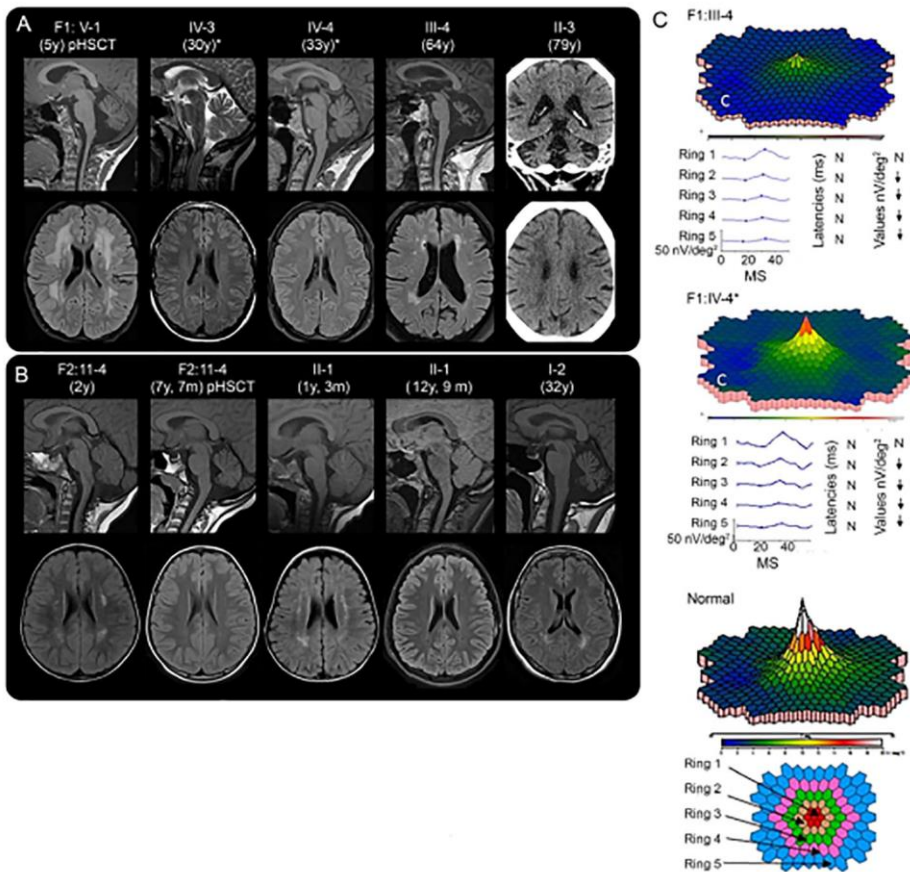 A
F1: V-1
(5y) pHSCT
IV-3
(30y)*
IV-4
(33y)*
III-4
(64y)
II-3
(79y)
B
F2:11-4
(2y)
F2:11-4
(7y, 7m) pHSCT
II-1
(1y, 3m)
II-1
(12y, 9 m)
I-2
(32y)
C
F1:III-4
C
Ring 1
Ring 2
Ring 3
Ring 4
Ring 5
50 nV/deg²
0 20 40
MS
Latencies (ms)
N
N
N
N
N
Values nV/deg²
N
F1:IV-4*
C
Ring 1
Ring 2
Ring 3
Ring 4
Ring 5
50 nV/deg²
0 20 40
MS
Latencies (ms)
N
N
N
N
N
Values nV/deg²
N
Normal
Ring 1
Ring 2
Ring 3
Ring 4
Ring 5